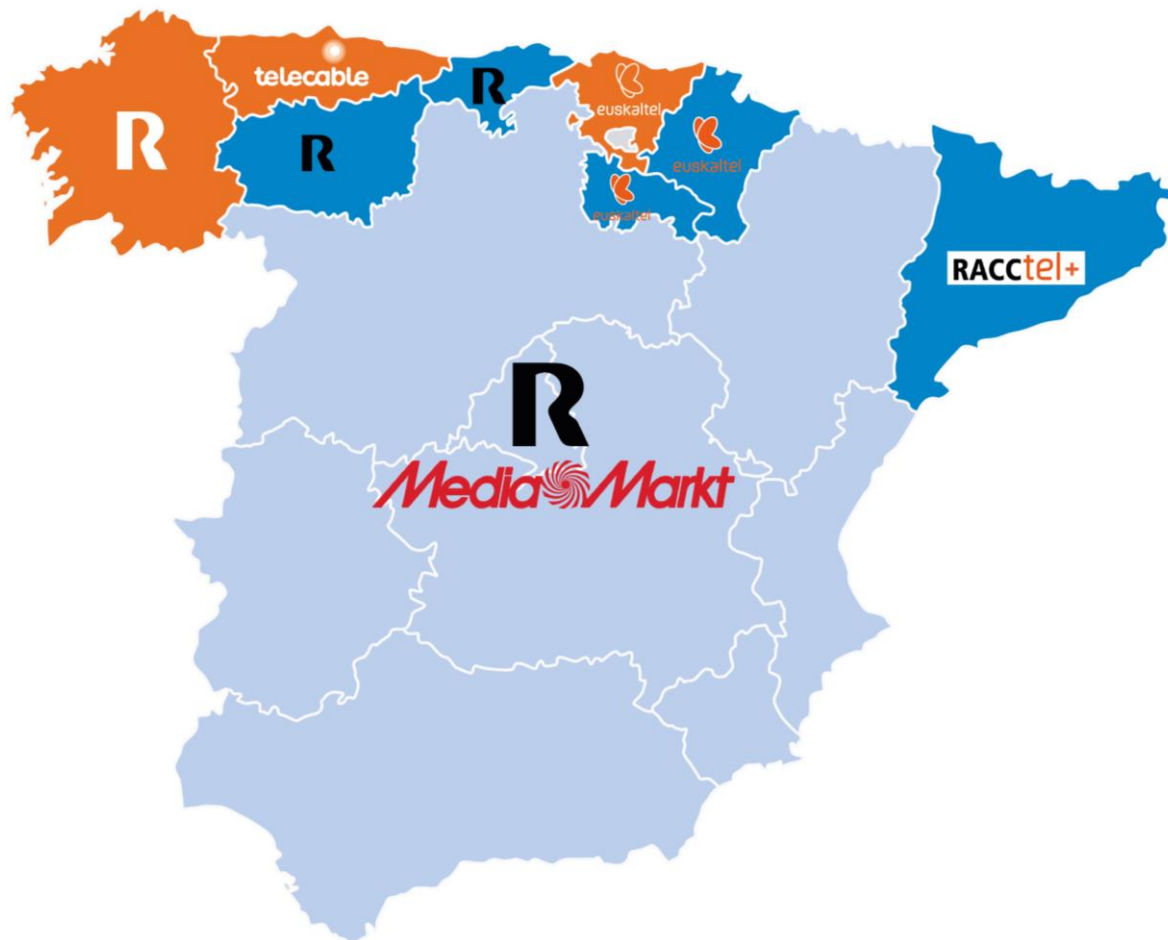 telecable
R
R
R
euskaltel
euskaltel
euskaltel
RACCtel+
R
MediaMarkt